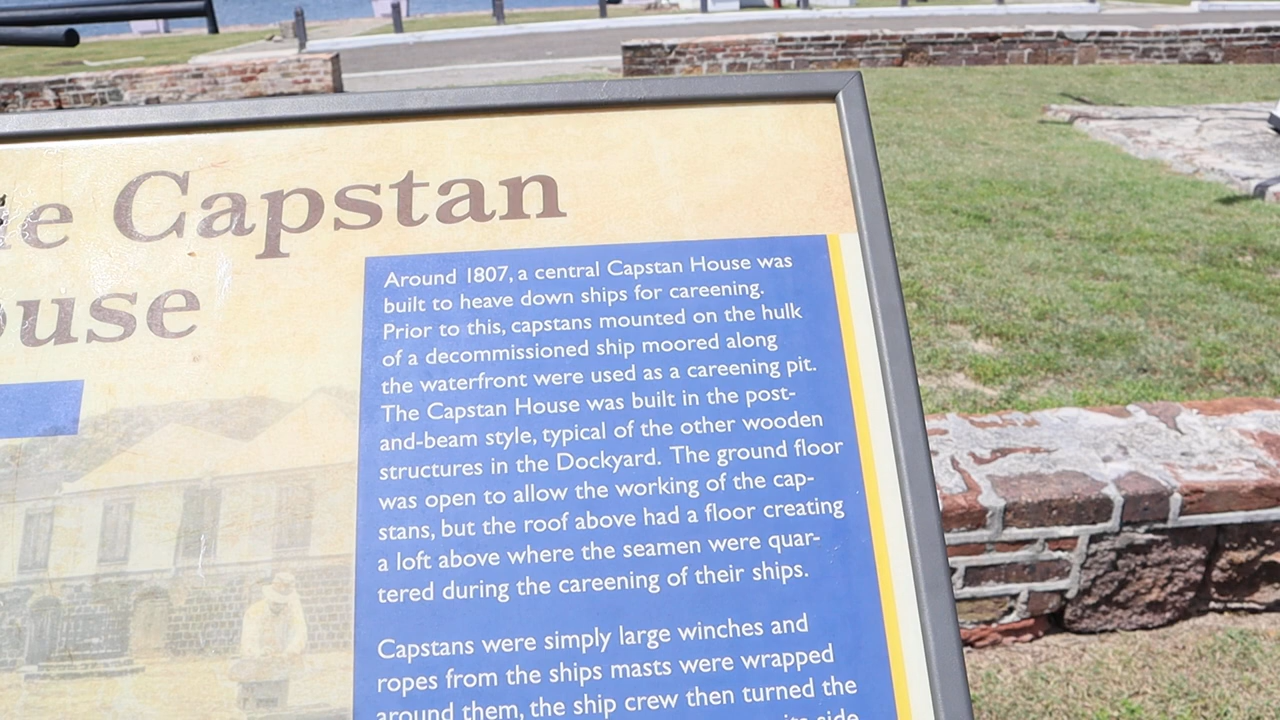 e Capstan
ouse
Around 1807, a central Capstan House was
built to heave down ships for careening.
Prior to this, capstans mounted on the hulk
of a decommissioned ship moored along
the waterfront were used as a careening pit.
The Capstan House was built in the post-
and-beam style, typical of the other wooden
structures in the Dockyard. The ground floor
was open to allow the working of the cap-
stans, but the roof above had a floor creating
a loft above where the seamen were quar-
tered during the careening of their ships.
Capstans were simply large winches and
ropes from the ships masts were wrapped
around them, the ship crew then turned the
its side